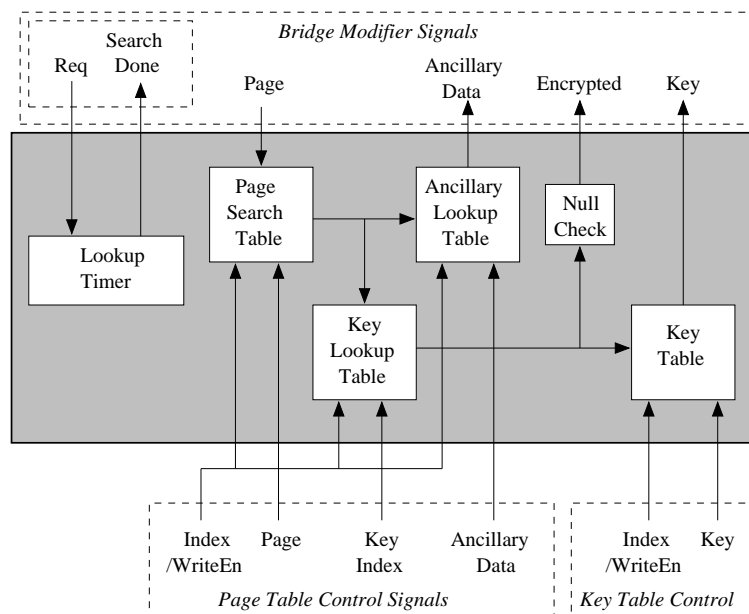 Bridge Modifier Signals
Search
Done
Req
Page
Ancillary
Data
Encrypted
Key
Page
Search
Table
Ancillary
Lookup
Table
Null
Check
Lookup
Timer
Key
Lookup
Table
Key
Table
Index
/WriteEn
Page
Key
Index
Ancillary
Data
Index
/WriteEn
Key
Page Table Control Signals
Key Table Control